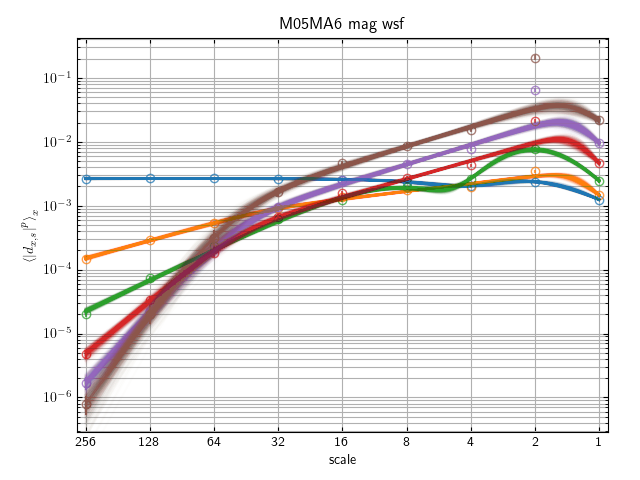 M05MA6 mag wsf
⟨|d_{x,s}|^p⟩_x
10^{-1}
10^{-2}
10^{-3}
10^{-4}
10^{-5}
10^{-6}
256 128 64 32 16 8 4 2 1
scale